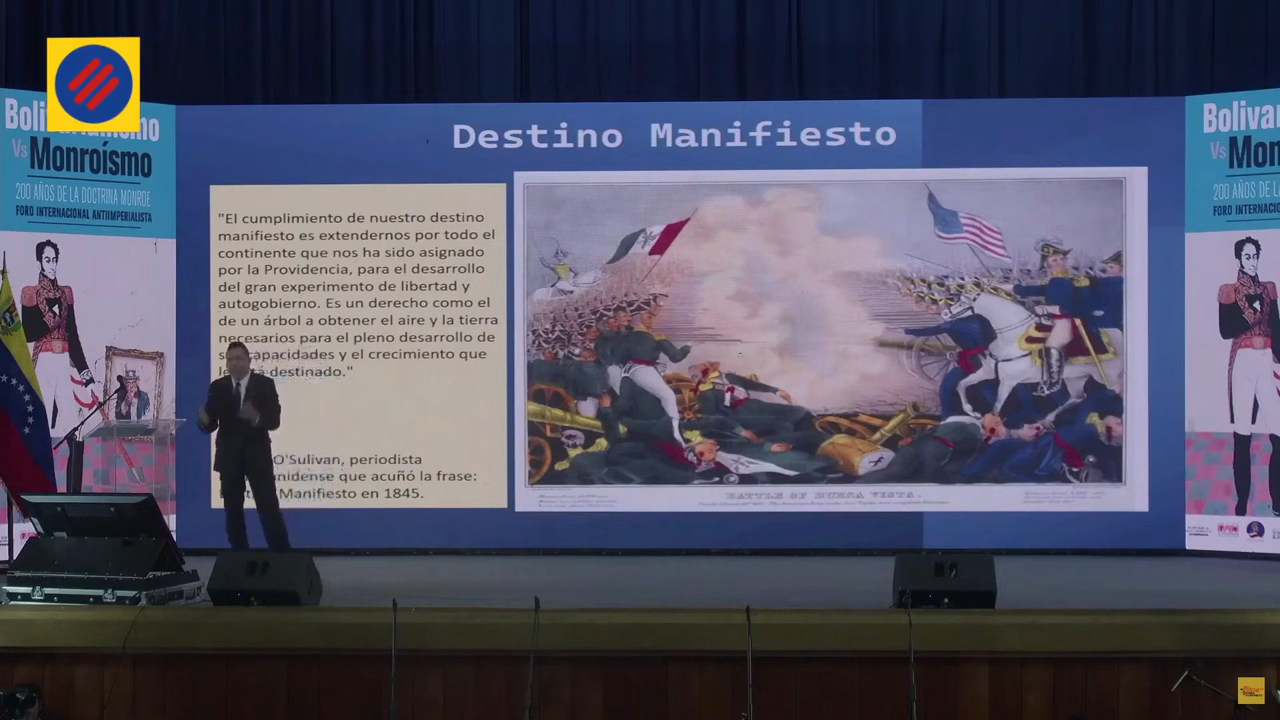 Bolivarianismo
Vs Monroísmo
200 AÑOS DE LA DOCTRINA MONROE
FORO INTERNACIONAL ANTIIMPERIALISTA
Destino Manifiesto
"El cumplimiento de nuestro destino
manifiesto es extendernos por todo el
continente que nos ha sido asignado
por la Providencia, para el desarrollo
del gran experimento de libertad y
autogobierno. Es un derecho como el
de un árbol a obtener el aire y la tierra
necesarios para el pleno desarrollo de
capacidades y el crecimiento que
destinado."
O'Sulivan, periodista
nidense que acuñó la frase:
Manifiesto en 1845.
BATTLE OF BUENA VISTA.
Bolivar
Vs Mon
200 AÑOS DE L
FORO INTERNACIO